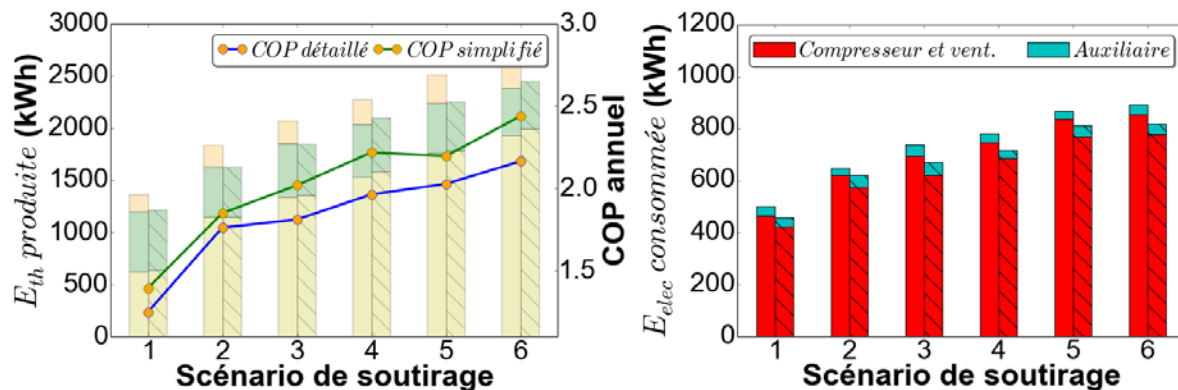 3000
2500
2000
1500
1000
500
0
E_th produite (kWh)
COP détaillé
COP simplifié
3.0
2.5
2.0
1.5
COP annuel
1 2 3 4 5 6
Scénario de soutirage
1200
1000
800
600
400
200
0
E_elec consommée (kWh)
Compresseur et vent.
Auxiliaire
1 2 3 4 5 6
Scénario de soutirage